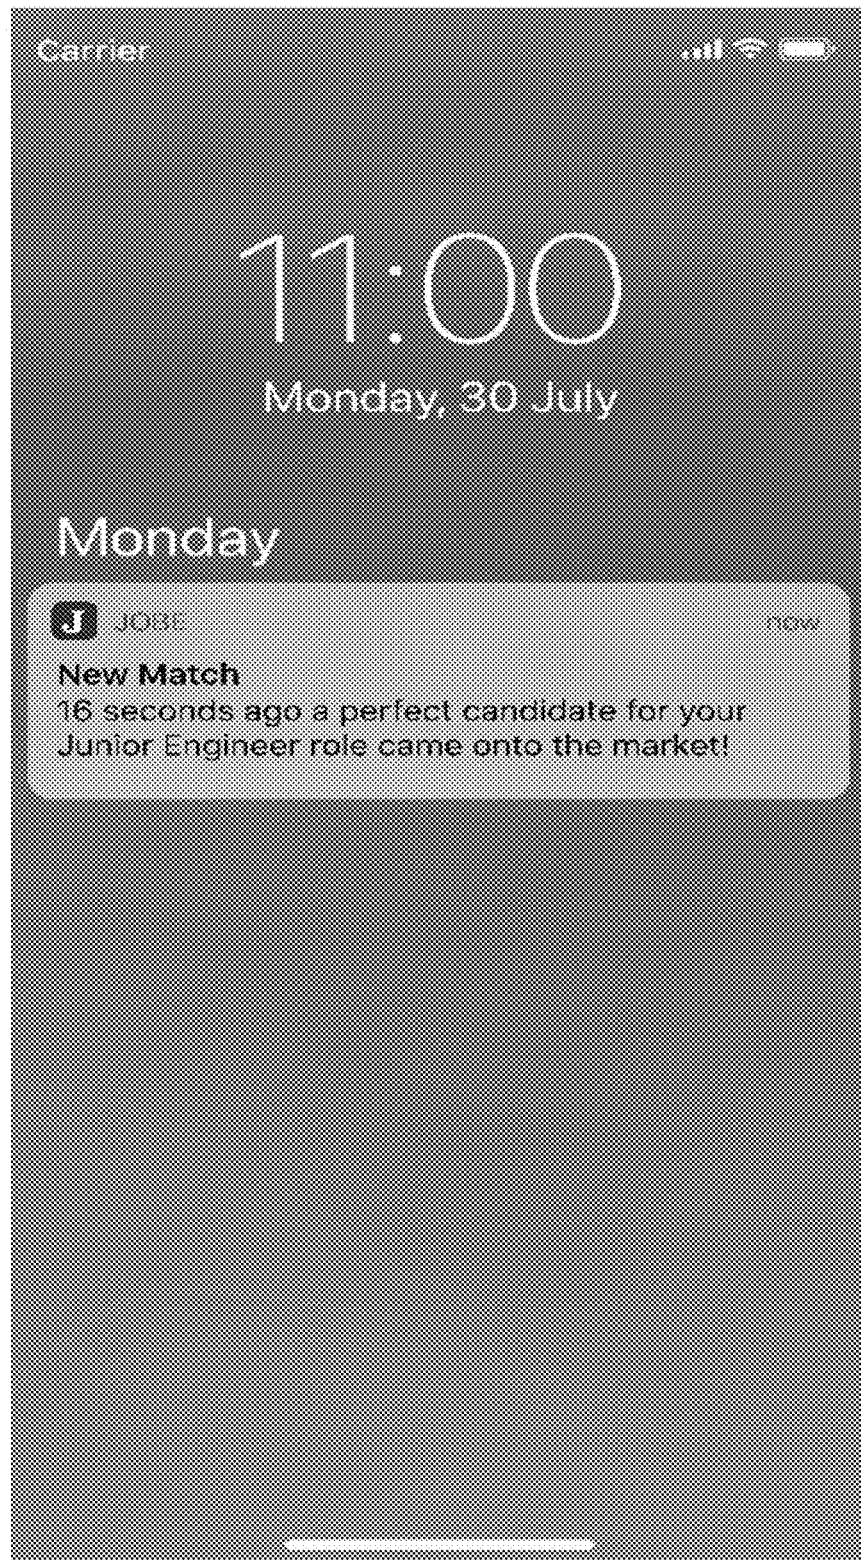 Carrier
11:00
Monday, 30 July
Monday
J JOBE now
New Match
16 seconds ago a perfect candidate for your
Junior Engineer role came onto the market!